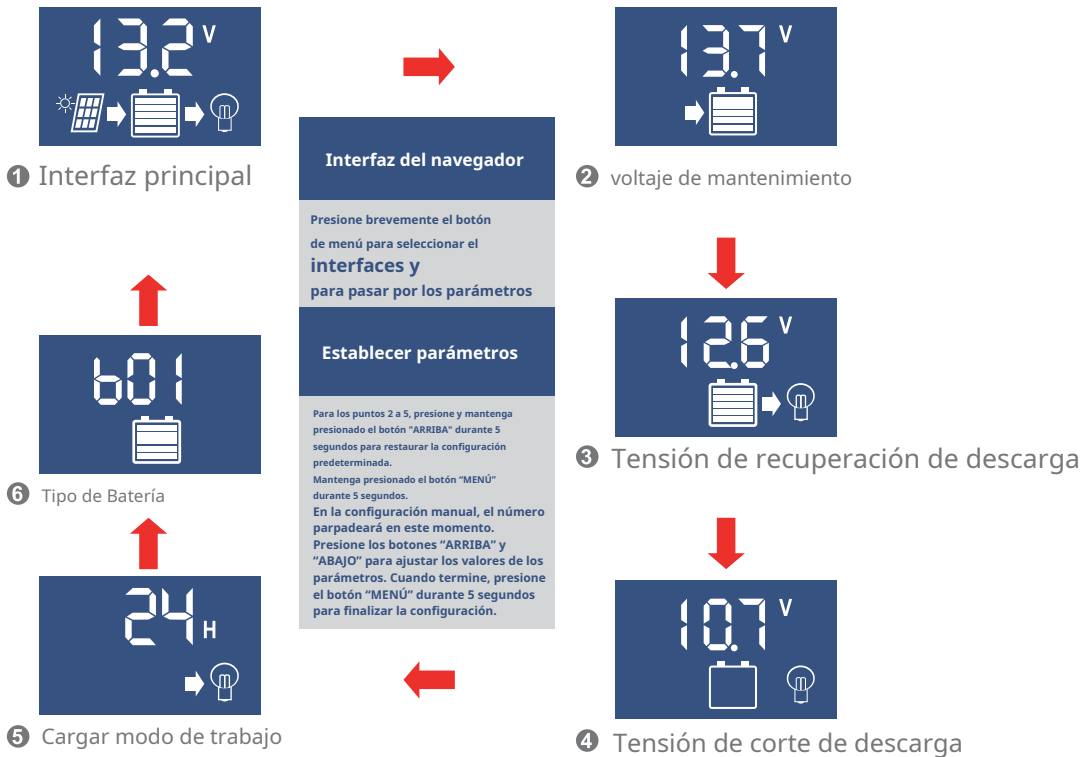 13.2 V
❶ Interfaz principal
13.7 V
❷ voltaje de mantenimiento
Interfaz del navegador
Presione brevemente el botón
de menú para seleccionar el
interfaces y
para pasar por los parámetros
Establecer parámetros
Para los puntos 2 a 5, presione y mantenga
presionado el botón "ARRIBA" durante 5
segundos para restaurar la configuración
predeterminada.
Mantenga presionado el botón “MENÚ”
durante 5 segundos.
En la configuración manual, el número
parpadeará en este momento.
Presione los botones “ARRIBA” y
“ABAJO” para ajustar los valores de los
parámetros. Cuando termine, presione
el botón “MENÚ” durante 5 segundos
para finalizar la configuración.
12.6 V
❸ Tensión de recuperación de descarga
10.7 V
❹ Tensión de corte de descarga
24 H
❺ Cargar modo de trabajo
b01
❻ Tipo de Batería